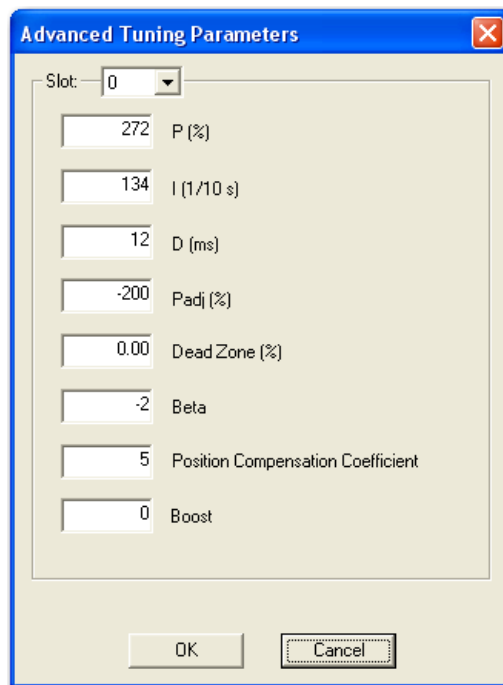 Advanced Tuning Parameters
Slot: 0
272 P (%)
134 I (1/10 s)
12 D (ms)
-200 Padj (%)
0.00 Dead Zone (%)
-2 Beta
5 Position Compensation Coefficient
0 Boost
OK Cancel